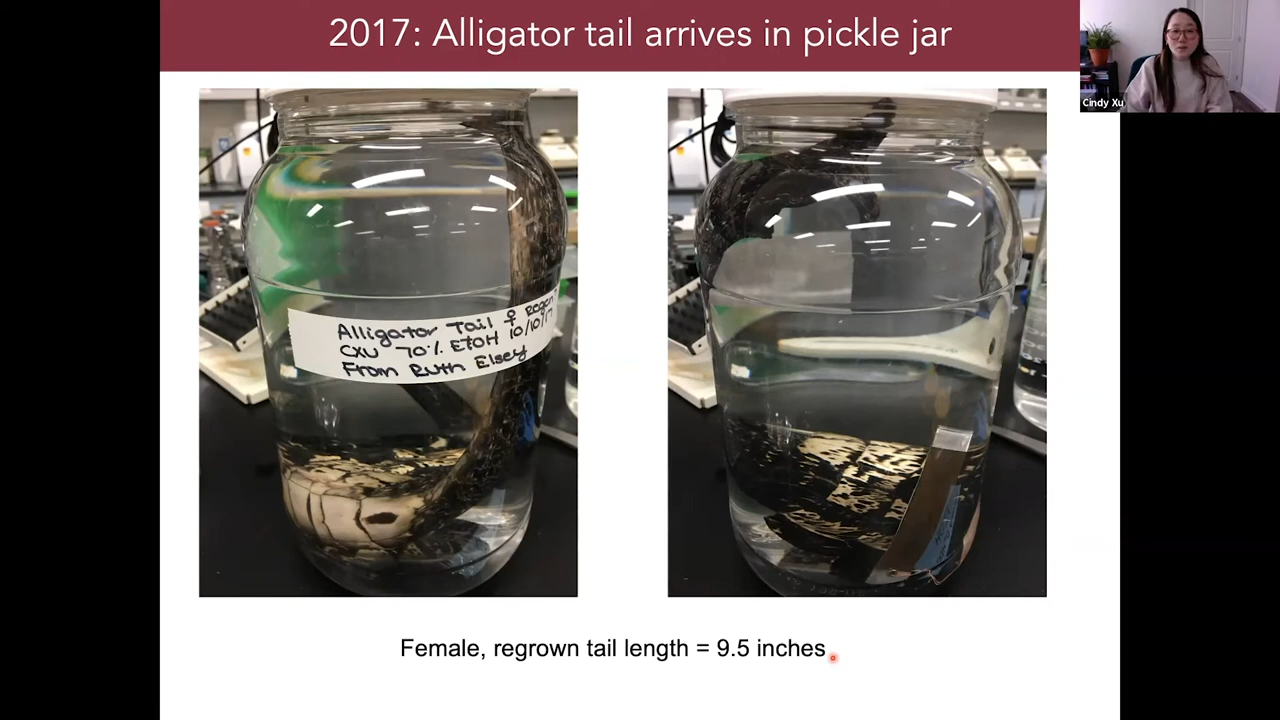 2017: Alligator tail arrives in pickle jar
Cindy Xu
Alligator Tail ♀ Regen
CXU 70% EtOH 10/10/17
From Ruth Elsey
Female, regrown tail length = 9.5 inches